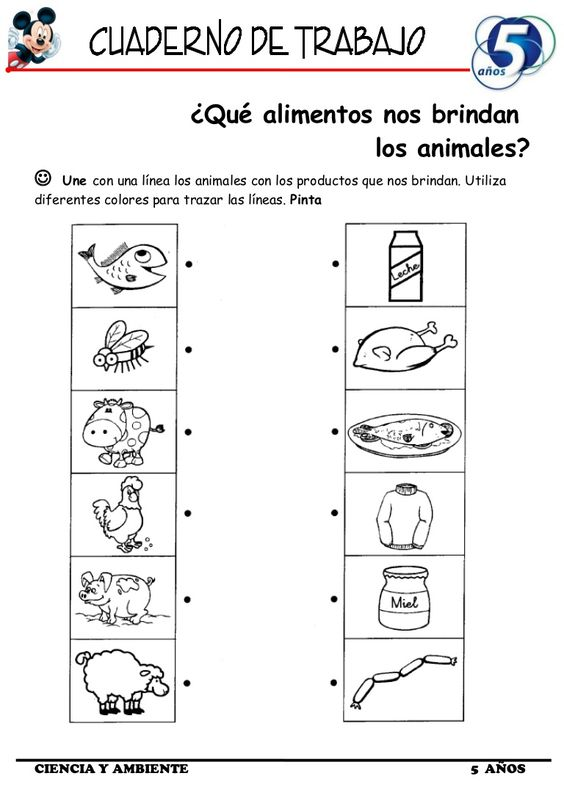 CUADERNO DE TRABAJO
5
años
¿Qué alimentos nos brindan
los animales?
Une con una línea los animales con los productos que nos brindan. Utiliza
diferentes colores para trazar las líneas. Pinta
Leche
Miel
CIENCIA Y AMBIENTE 5 AÑOS